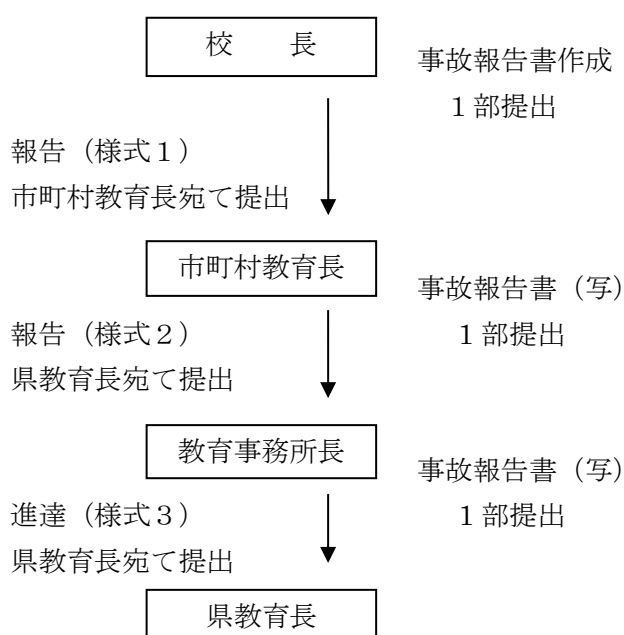 校　　長
事故報告書作成
１部提出
報告（様式１）
市町村教育長宛て提出
市町村教育長
事故報告書（写）
１部提出
報告（様式２）
県教育長宛て提出
教育事務所長
事故報告書（写）
１部提出
進達（様式３）
県教育長宛て提出
県教育長